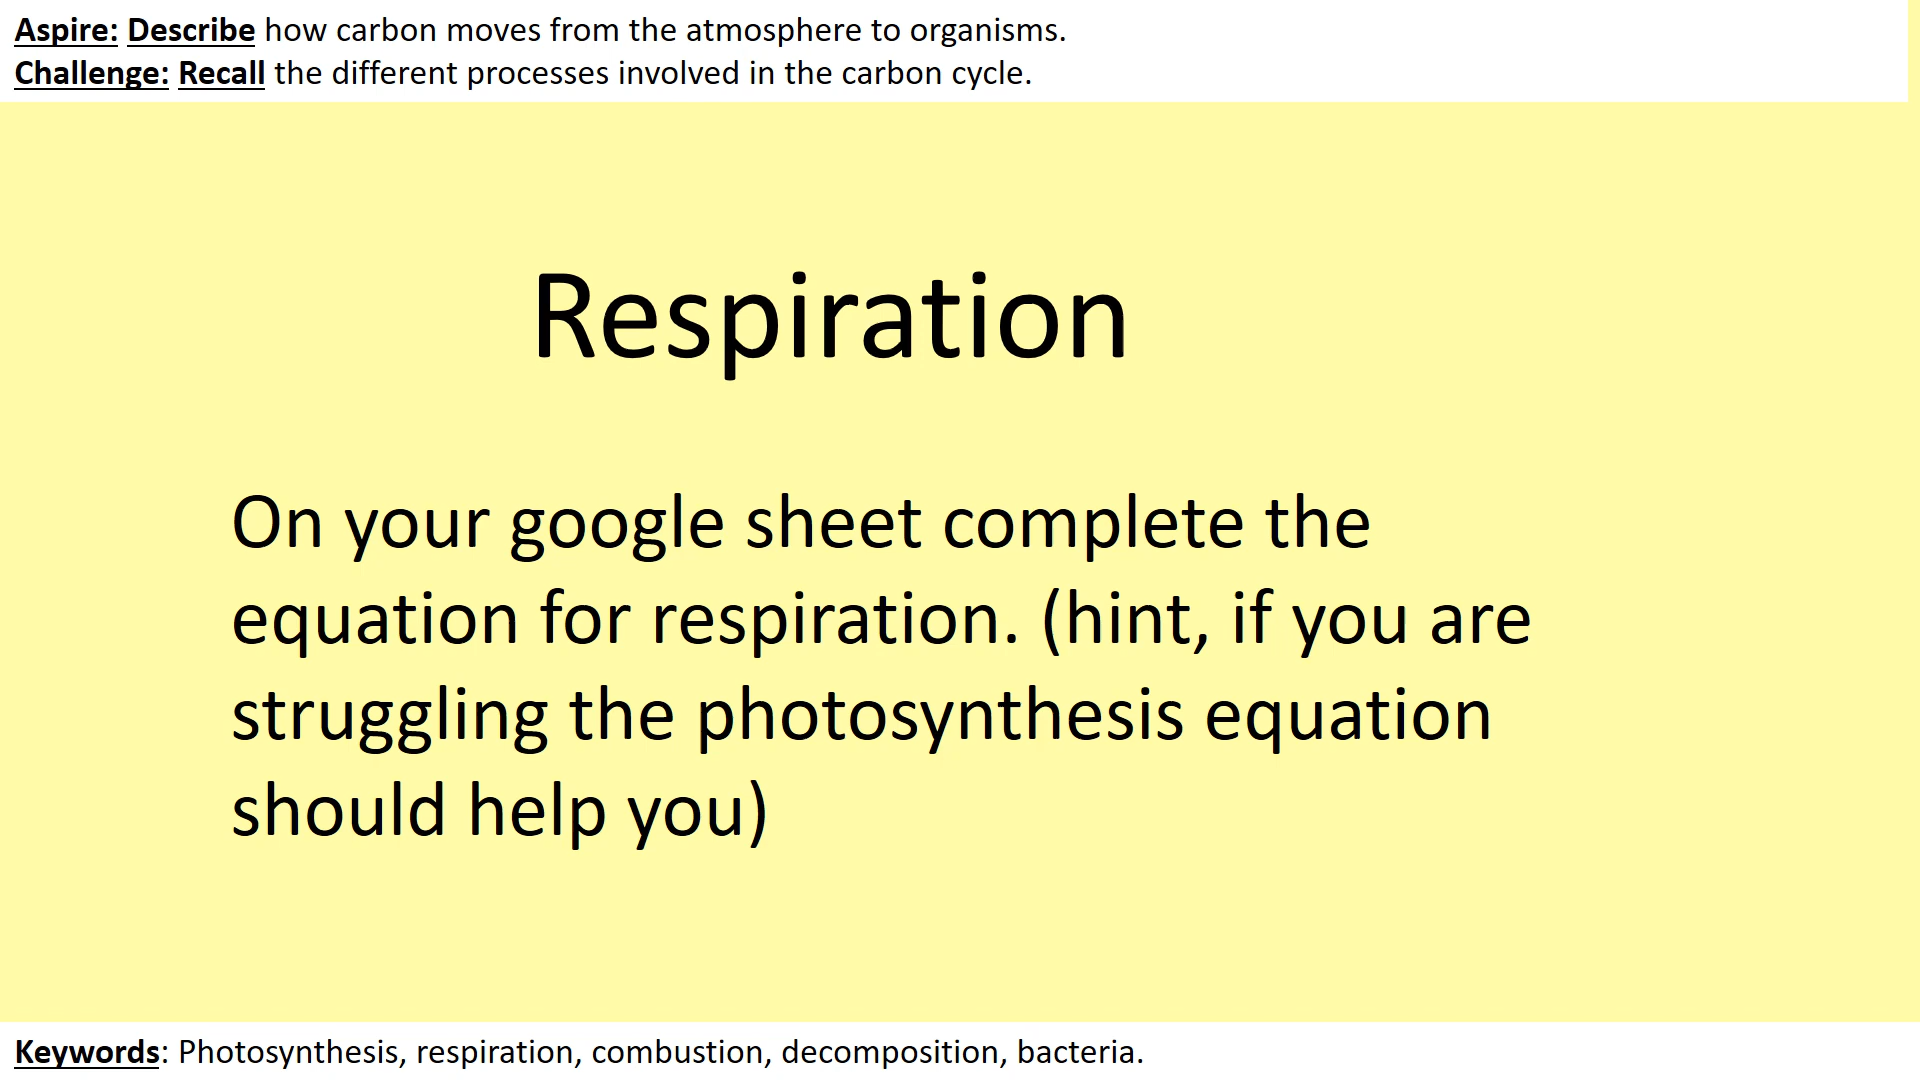 Aspire: Describe how carbon moves from the atmosphere to organisms.
Challenge: Recall the different processes involved in the carbon cycle.
Respiration
On your google sheet complete the
equation for respiration. (hint, if you are
struggling the photosynthesis equation
should help you)
Keywords: Photosynthesis, respiration, combustion, decomposition, bacteria.